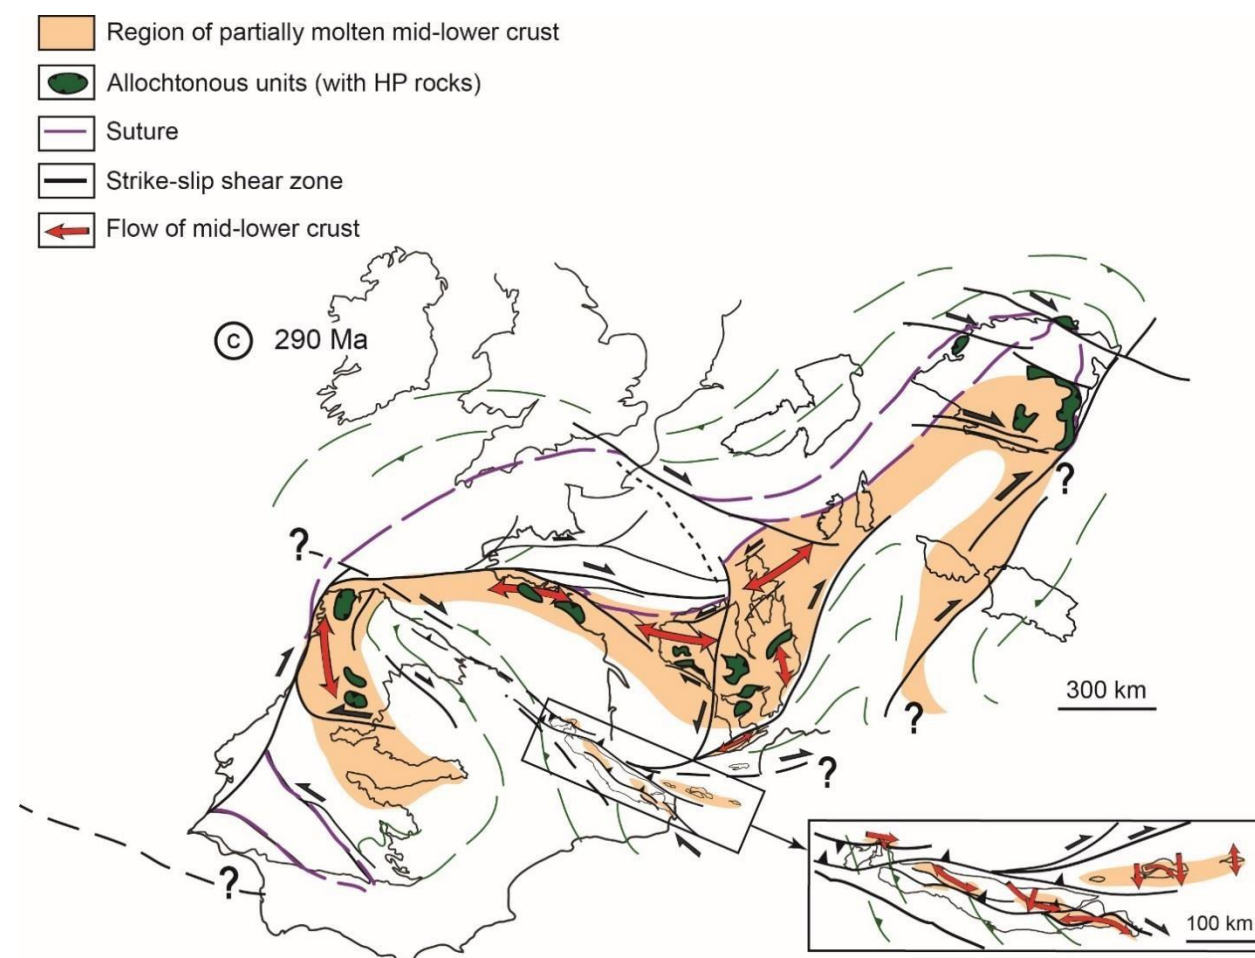 Region of partially molten mid-lower crust
Allochtonous units (with HP rocks)
Suture
Strike-slip shear zone
Flow of mid-lower crust
c 290 Ma
?
?
300 km
?
?
?
100 km